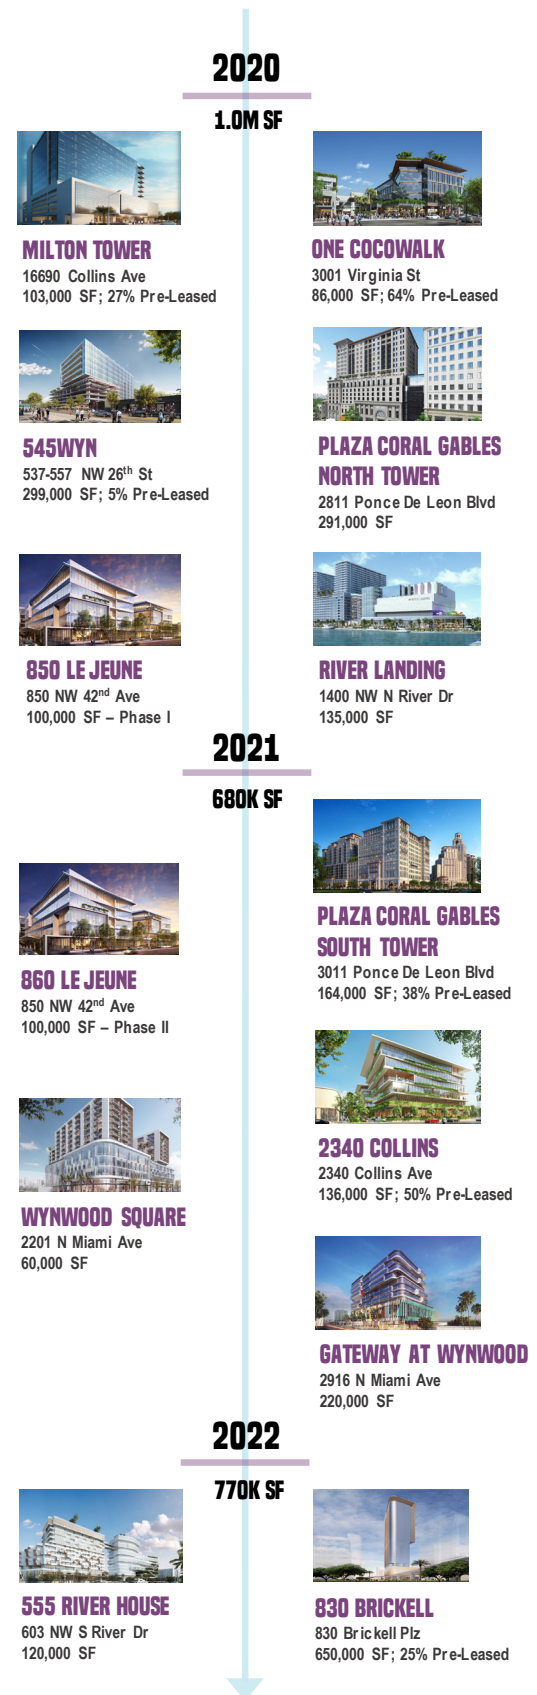 2020
1.0M SF
MILTON TOWER
16690 Collins Ave
103,000 SF; 27% Pre-Leased
ONE COCOWALK
3001 Virginia St
86,000 SF; 64% Pre-Leased
545WYN
537-557 NW 26th St
299,000 SF; 5% Pre-Leased
PLAZA CORAL GABLES
NORTH TOWER
2811 Ponce De Leon Blvd
291,000 SF
850 LE JEUNE
850 NW 42nd Ave
100,000 SF – Phase I
RIVER LANDING
1400 NW N River Dr
135,000 SF
2021
680K SF
860 LE JEUNE
850 NW 42nd Ave
100,000 SF – Phase II
PLAZA CORAL GABLES
SOUTH TOWER
3011 Ponce De Leon Blvd
164,000 SF; 38% Pre-Leased
2340 COLLINS
2340 Collins Ave
136,000 SF; 50% Pre-Leased
WYNWOOD SQUARE
2201 N Miami Ave
60,000 SF
GATEWAY AT WYNWOOD
2916 N Miami Ave
220,000 SF
2022
770K SF
555 RIVER HOUSE
603 NW S River Dr
120,000 SF
830 BRICKELL
830 Brickell Plz
650,000 SF; 25% Pre-Leased